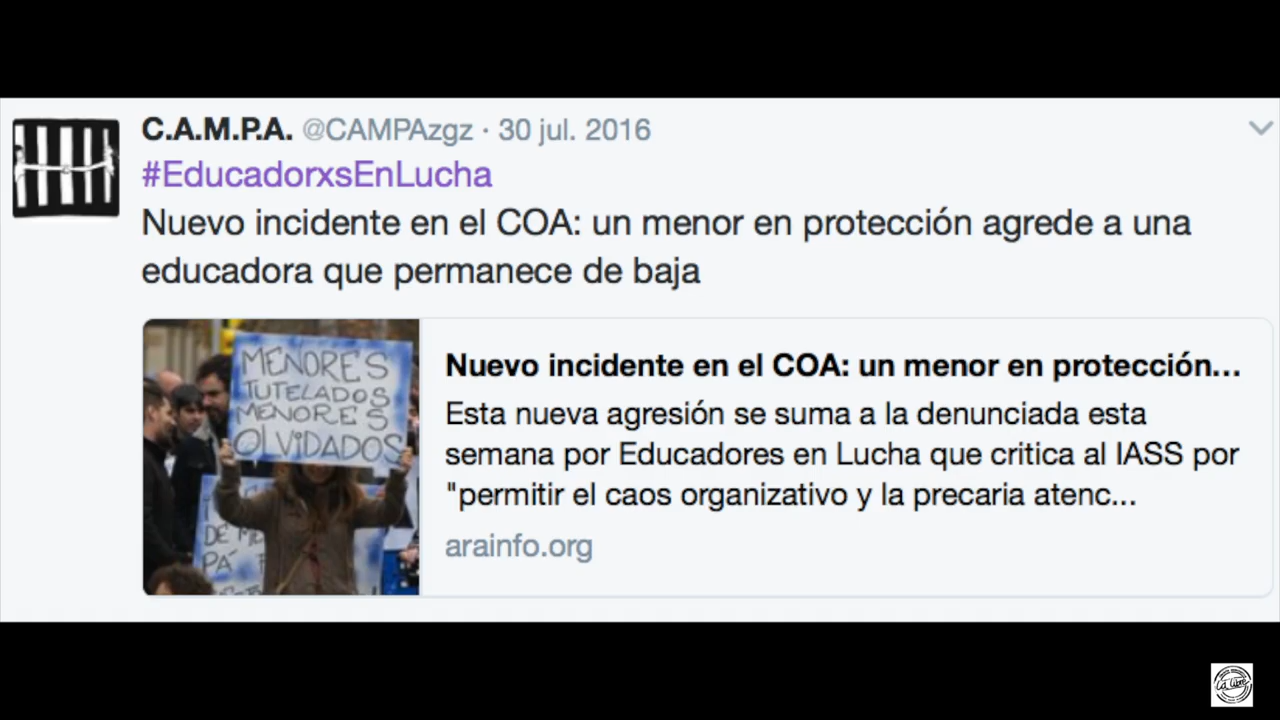 C.A.M.P.A. @CAMPAzgz · 30 jul. 2016
#EducadorxsEnLucha
Nuevo incidente en el COA: un menor en protección agrede a una
educadora que permanece de baja
MENORES
TUTELADOS
MENORES
OLVIDADOS
DE
PÁ
Nuevo incidente en el COA: un menor en protección...
Esta nueva agresión se suma a la denunciada esta
semana por Educadores en Lucha que critica al IASS por
"permitir el caos organizativo y la precaria atenc...
arainfo.org